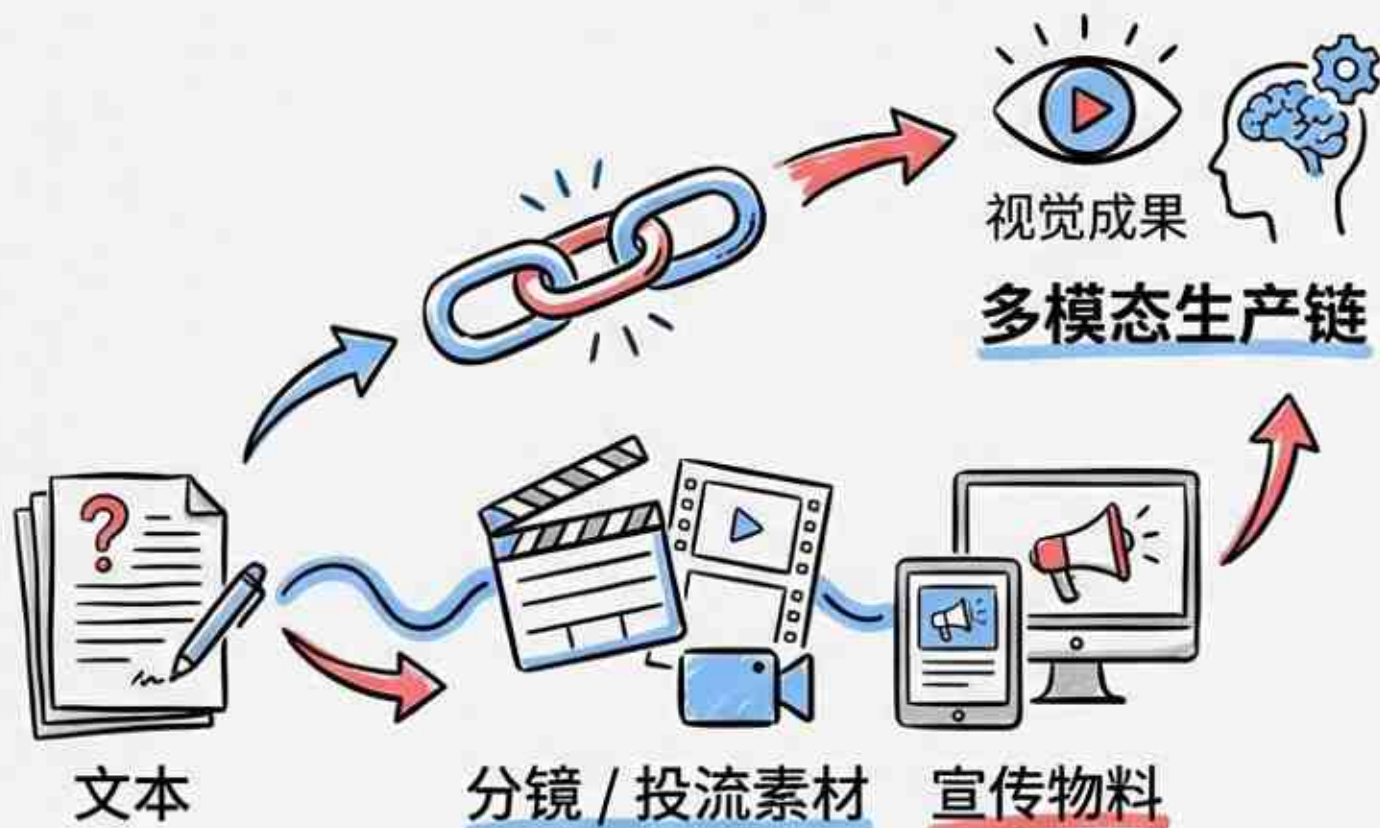 视觉成果
多模态生产链
?
文本
分镜 / 投流素材
宣传物料